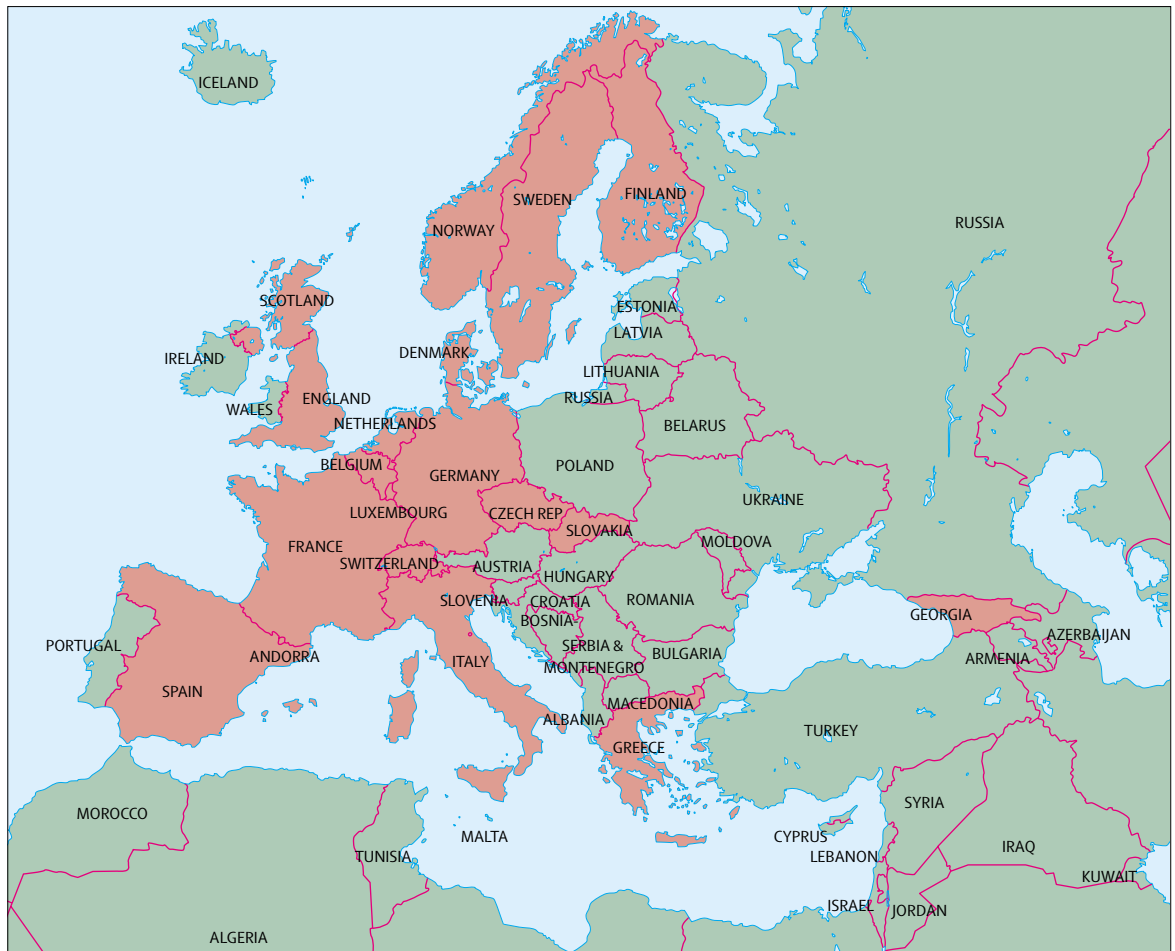 ICELAND
SWEDEN
FINLAND
NORWAY
RUSSIA
SCOTLAND
ESTONIA
LATVIA
IRELAND
DENMARK
LITHUANIA
RUSSIA
WALES
ENGLAND
NETHERLANDS
BELARUS
BELGIUM
GERMANY
POLAND
UKRAINE
LUXEMBOURG
CZECH REP
SLOVAKIA
FRANCE
MOLDOVA
SWITZERLAND
AUSTRIA
HUNGARY
SLOVENIA
CROATIA
ROMANIA
BOSNIA
GEORGIA
AZERBAIJAN
PORTUGAL
ANDORRA
ITALY
SERBIA &
MONTENEGRO
BULGARIA
ARMENIA
SPAIN
MACEDONIA
ALBANIA
GREECE
TURKEY
SYRIA
MOROCCO
MALTA
CYPRUS
TUNISIA
LEBANON
IRAQ
KUWAIT
ISRAEL
JORDAN
ALGERIA